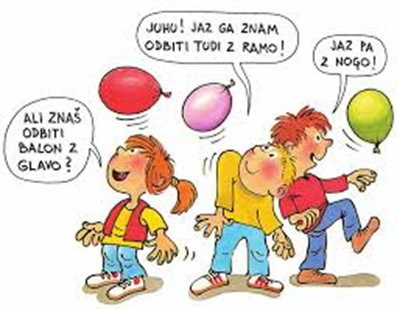 ALI ZNAŠ
ODBITI
BALON Z
GLAVO?
JUHU! JAZ GA ZNAM
ODBITI TUDI Z RAMO!
JAZ PA
Z NOGO!